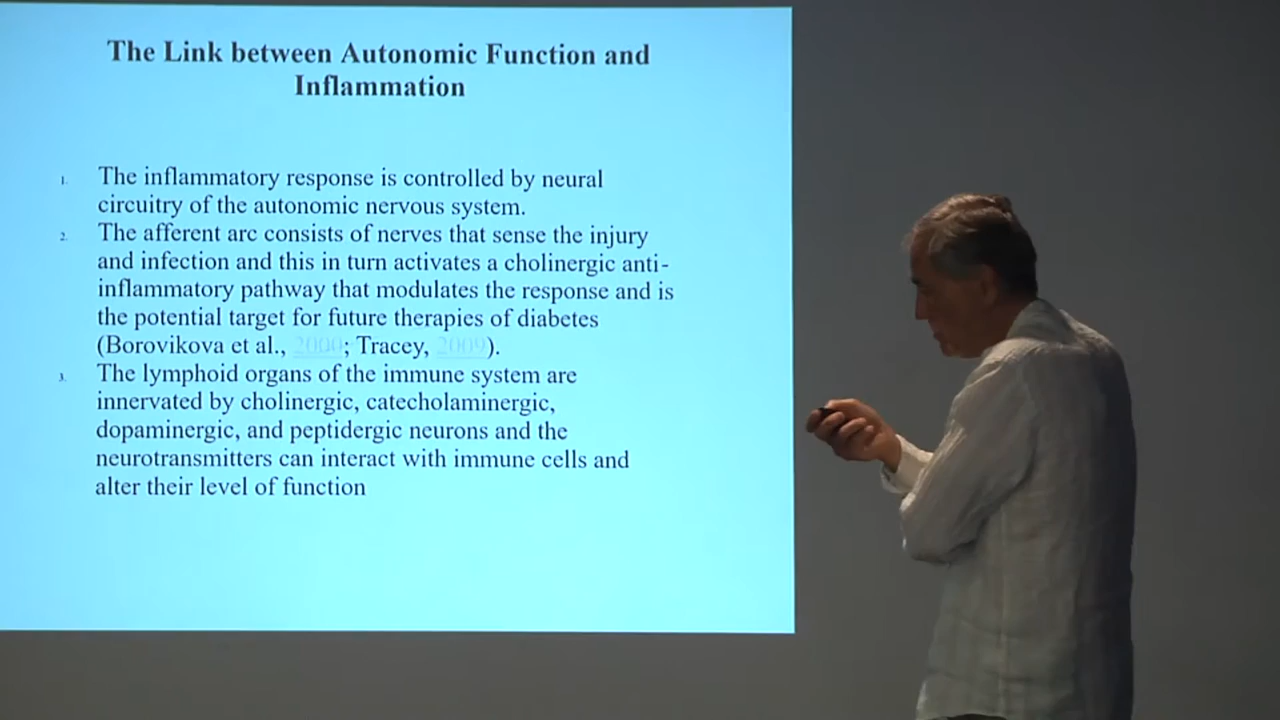 The Link between Autonomic Function and
Inflammation
1. The inflammatory response is controlled by neural
circuitry of the autonomic nervous system.
2. The afferent arc consists of nerves that sense the injury
and infection and this in turn activates a cholinergic anti-
inflammatory pathway that modulates the response and is
the potential target for future therapies of diabetes
(Borovikova et al., 2000; Tracey, 2009).
3. The lymphoid organs of the immune system are
innervated by cholinergic, catecholaminergic,
dopaminergic, and peptidergic neurons and the
neurotransmitters can interact with immune cells and
alter their level of function